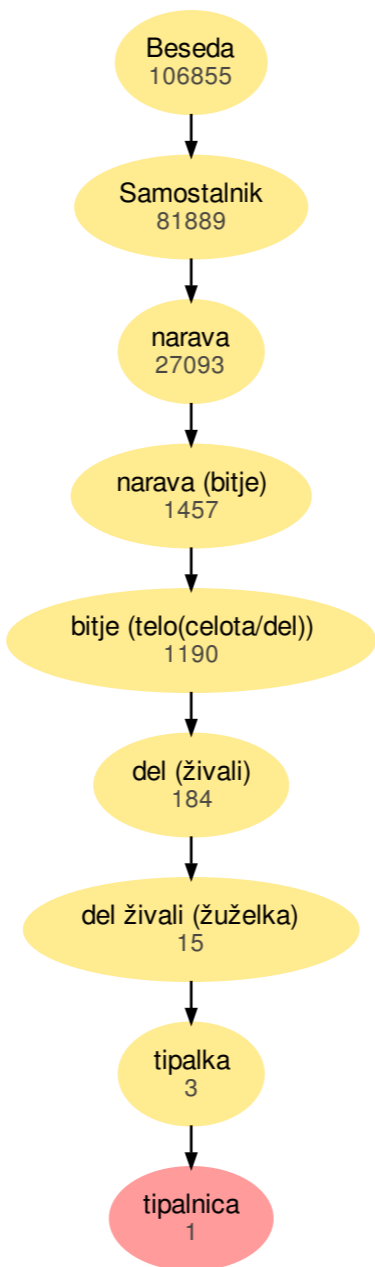 Beseda
106855
Samostalnik
81889
narava
27093
narava (bitje)
1457
bitje (telo(celota/del))
1190
del (živali)
184
del živali (žuželka)
15
tipalka
3
tipalnica
1